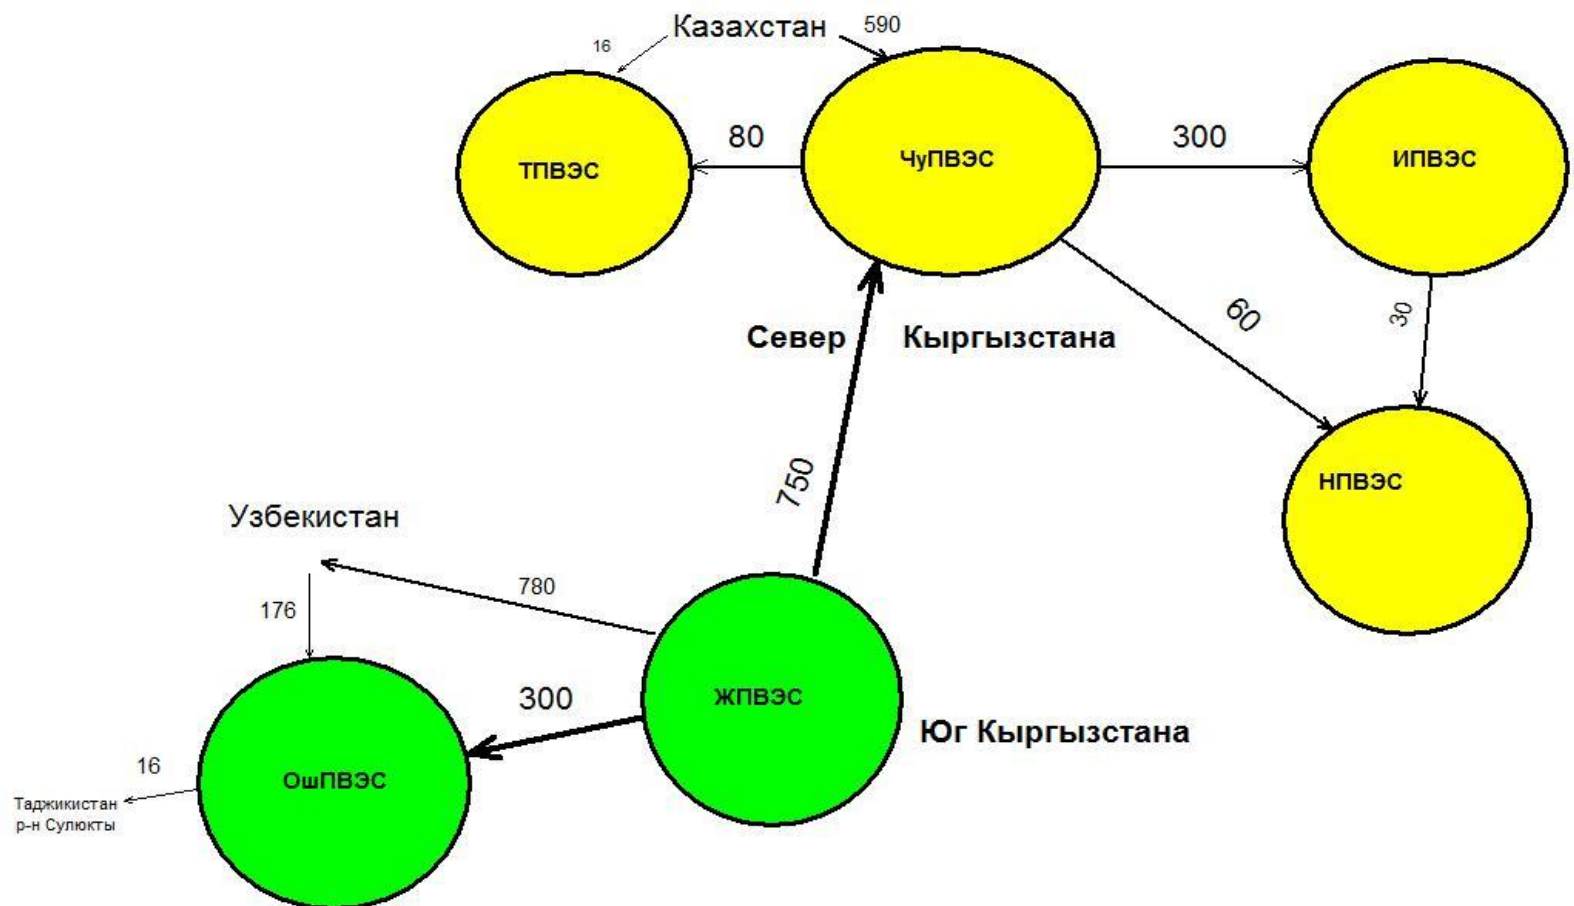 Казахстан
590
16
ТПВЭС
80
ЧуПВЭС
300
ИПВЭС
60
30
Север Кыргызстана
750
НПВЭС
Узбекистан
780
176
300
ЖПВЭС
Юг Кыргызстана
16
ОшПВЭС
Таджикистан
р-н Сулюкты